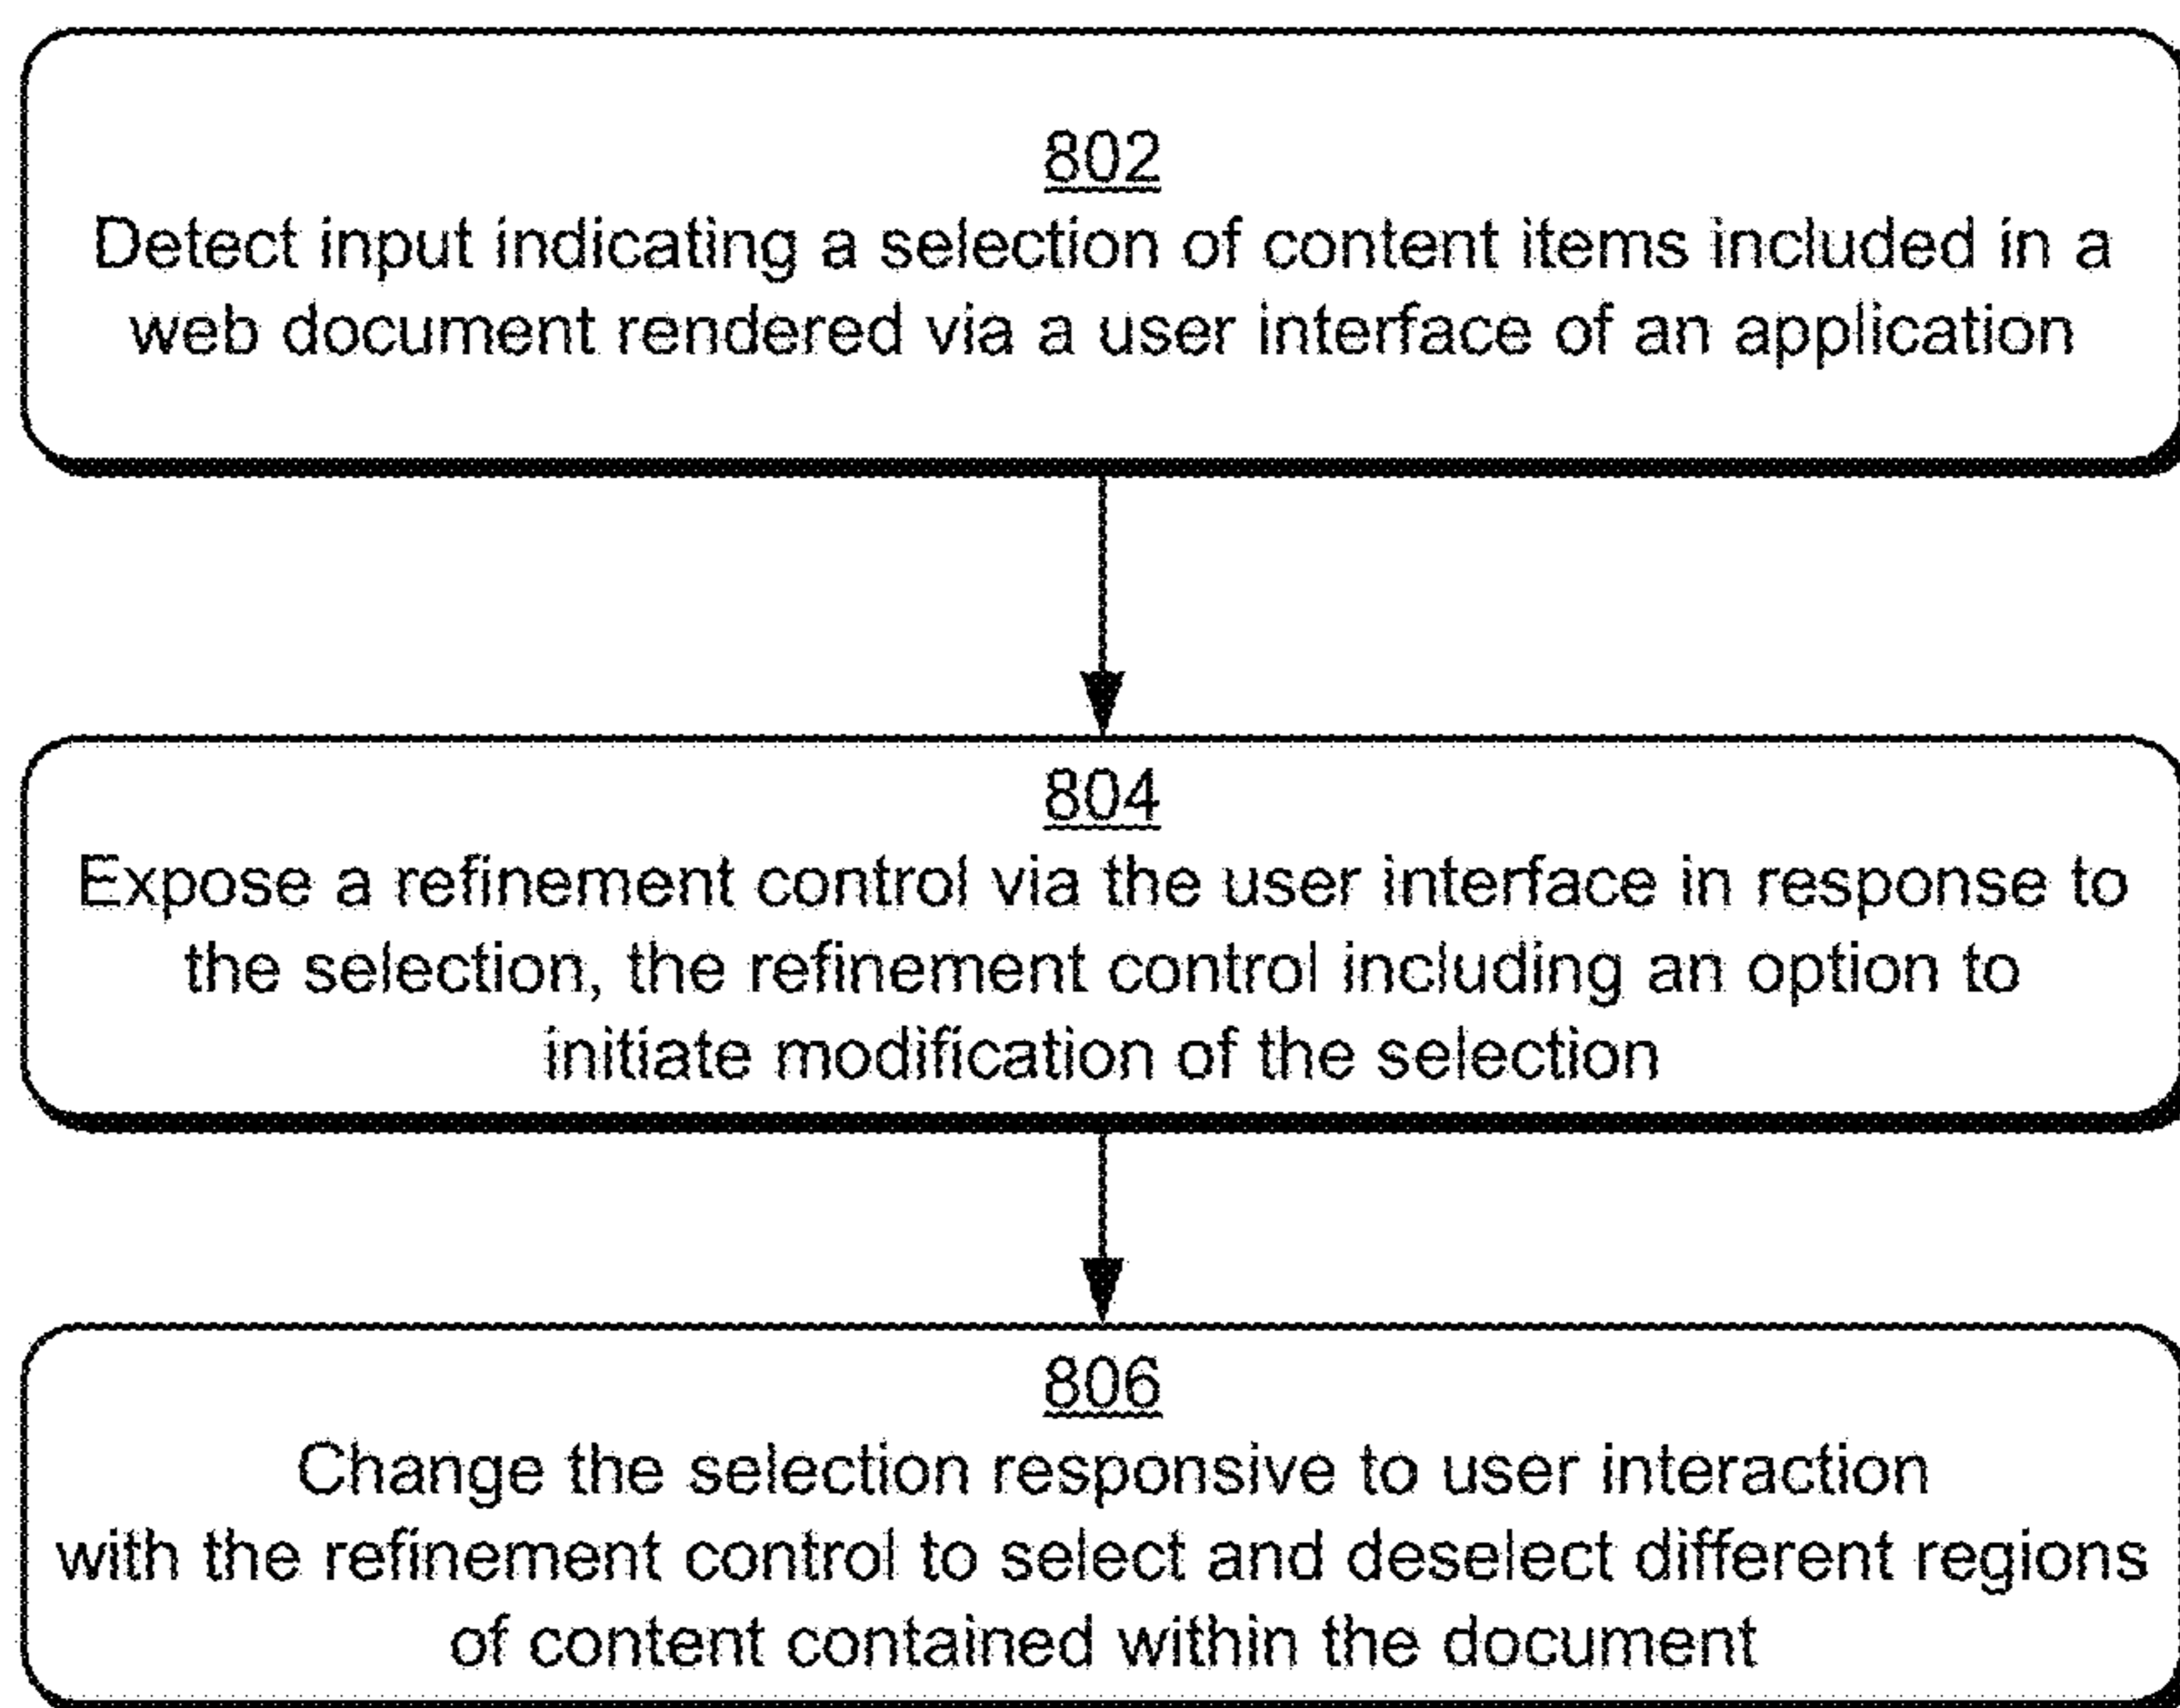 802
Detect input indicating a selection of content items included in a
web document rendered via a user interface of an application
804
Expose a refinement control via the user interface in response to
the selection, the refinement control including an option to
initiate modification of the selection
806
Change the selection responsive to user interaction
with the refinement control to select and deselect different regions
of content contained within the document